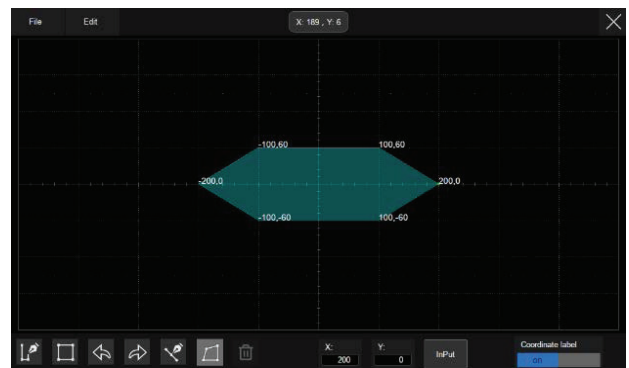 File Edit X: 189 , Y: 6
-100,60 100,60
-200,0 200,0
-100,-60 100,-60
X: Y: Coordinate label
200 0 InPut on